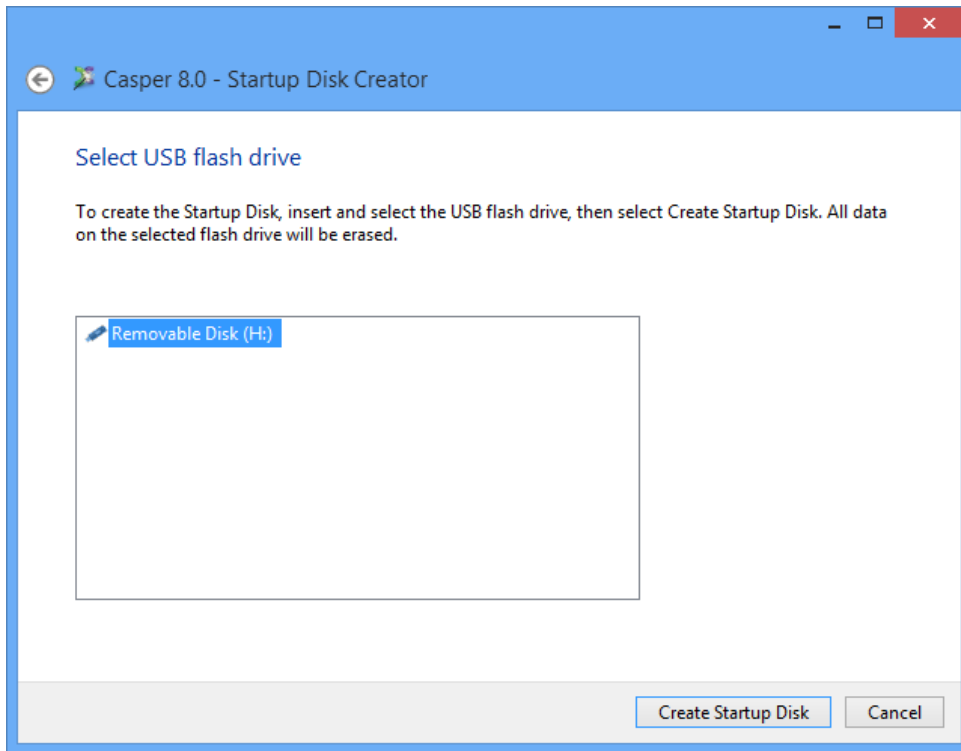 Casper 8.0 - Startup Disk Creator
Select USB flash drive
To create the Startup Disk, insert and select the USB flash drive, then select Create Startup Disk. All data
on the selected flash drive will be erased.
Removable Disk (H:)
Create Startup Disk
Cancel